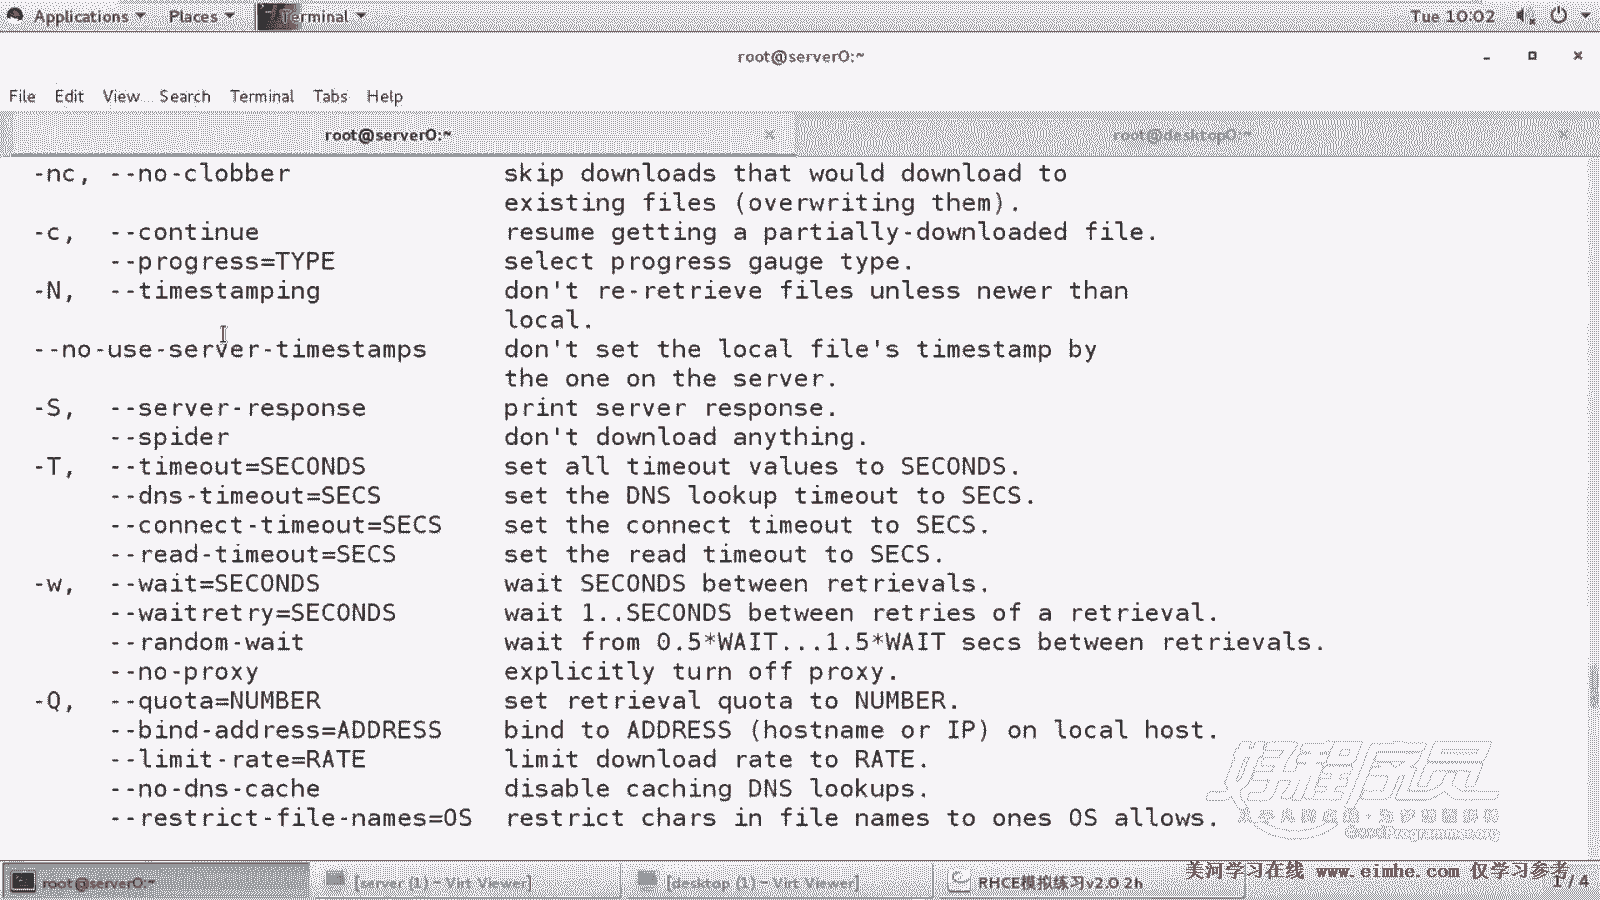 Applications Places Terminal Tue 10:02
root@server0:~
File Edit View Search Terminal Tabs Help
root@server0:~ root@desktop0:~
-nc, --no-clobber skip downloads that would download to
existing files (overwriting them).
-c, --continue resume getting a partially-downloaded file.
--progress=TYPE select progress gauge type.
-N, --timestamping don't re-retrieve files unless newer than
local.
--no-use-server-timestamps don't set the local file's timestamp by
the one on the server.
-S, --server-response print server response.
--spider don't download anything.
-T, --timeout=SECONDS set all timeout values to SECONDS.
--dns-timeout=SECS set the DNS lookup timeout to SECS.
--connect-timeout=SECS set the connect timeout to SECS.
--read-timeout=SECS set the read timeout to SECS.
-w, --wait=SECONDS wait SECONDS between retrievals.
--waitretry=SECONDS wait 1..SECONDS between retries of a retrieval.
--random-wait wait from 0.5*WAIT...1.5*WAIT secs between retrievals.
--no-proxy explicitly turn off proxy.
-Q, --quota=NUMBER set retrieval quota to NUMBER.
--bind-address=ADDRESS bind to ADDRESS (hostname or IP) on local host.
--limit-rate=RATE limit download rate to RATE.
--no-dns-cache disable caching DNS lookups.
--restrict-file-names=OS restrict chars in file names to ones OS allows.
好程序员
GoodProgrammer.org
美河学习在线 www.eimhe.com 仅学习参考
root@server0:~ [server (1) – Virt Viewer] [desktop (1) – Virt Viewer] RHCE模拟练习v2.0 2h 1 / 4